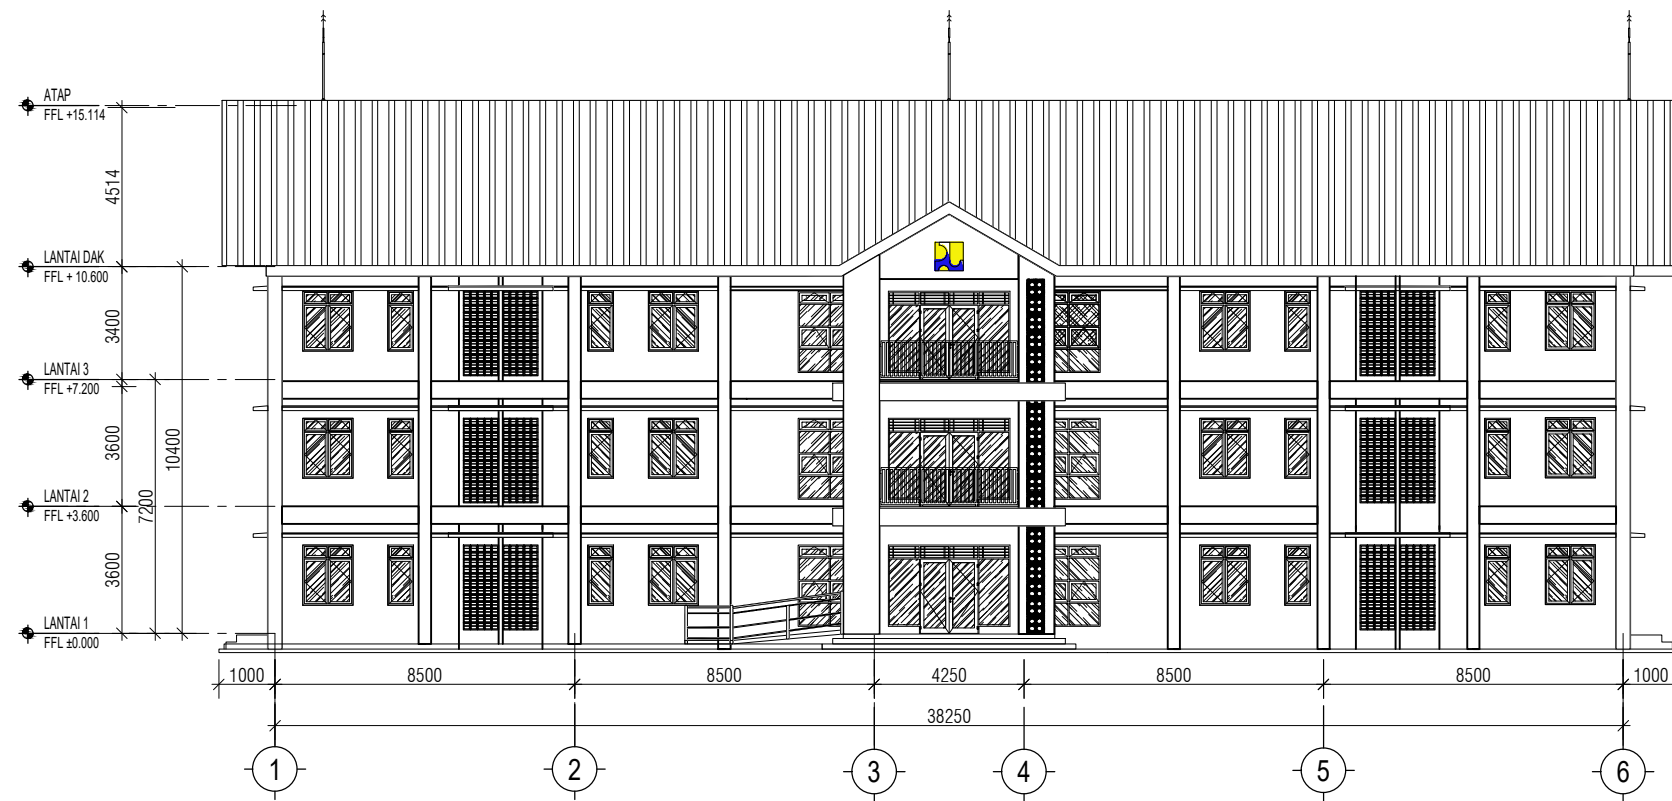 ATAP
FFL +15.114
4514
LANTAI DAK
FFL + 10.600
3400
LANTAI 3
FFL +7.200
3600
10400
7200
LANTAI 2
FFL +3.600
3600
LANTAI 1
FFL ±0.000
1000 8500 8500 4250 8500 8500 1000
38250
1 2 3 4 5 6